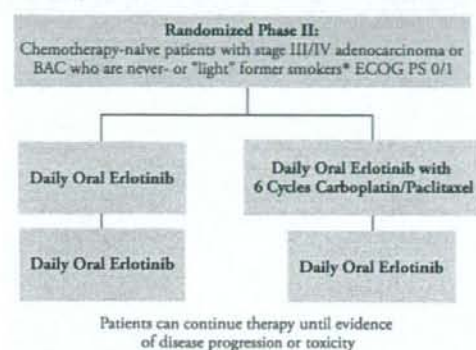 Randomized Phase II:
Chemotherapy-naive patients with stage III/IV adenocarcinoma or
BAC who are never- or "light" former smokers* ECOG PS 0/1
Daily Oral Erlotinib
Daily Oral Erlotinib with
6 Cycles Carboplatin/Paclitaxel
Daily Oral Erlotinib
Daily Oral Erlotinib
Patients can continue therapy until evidence
of disease progression or toxicity